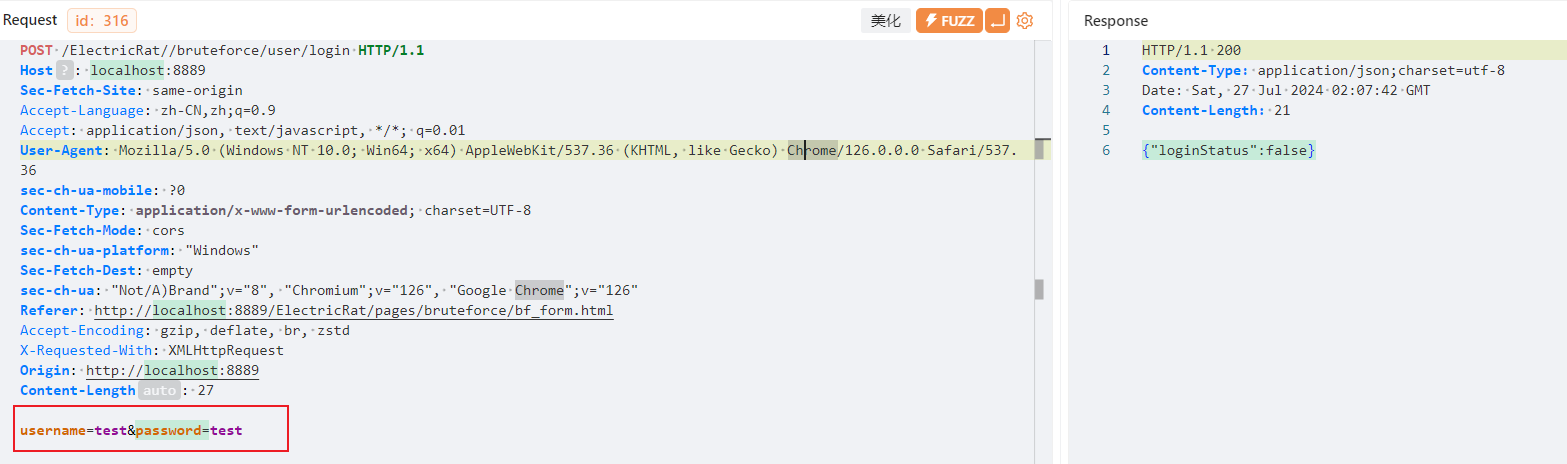 Request id: 316 美化 FUZZ
POST /ElectricRat//bruteforce/user/login HTTP/1.1
Host ? : localhost:8889
Sec-Fetch-Site: same-origin
Accept-Language: zh-CN,zh;q=0.9
Accept: application/json, text/javascript, */*; q=0.01
User-Agent: Mozilla/5.0 (Windows NT 10.0; Win64; x64) AppleWebKit/537.36 (KHTML, like Gecko) Chrome/126.0.0.0 Safari/537.
36
sec-ch-ua-mobile: ?0
Content-Type: application/x-www-form-urlencoded; charset=UTF-8
Sec-Fetch-Mode: cors
sec-ch-ua-platform: "Windows"
Sec-Fetch-Dest: empty
sec-ch-ua: "Not/A)Brand";v="8", "Chromium";v="126", "Google Chrome";v="126"
Referer: http://localhost:8889/ElectricRat/pages/bruteforce/bf_form.html
Accept-Encoding: gzip, deflate, br, zstd
X-Requested-With: XMLHttpRequest
Origin: http://localhost:8889
Content-Length auto : 27
username=test&password=test
Response
1 HTTP/1.1 200
2 Content-Type: application/json;charset=utf-8
3 Date: Sat, 27 Jul 2024 02:07:42 GMT
4 Content-Length: 21
5
6 {"loginStatus":false}